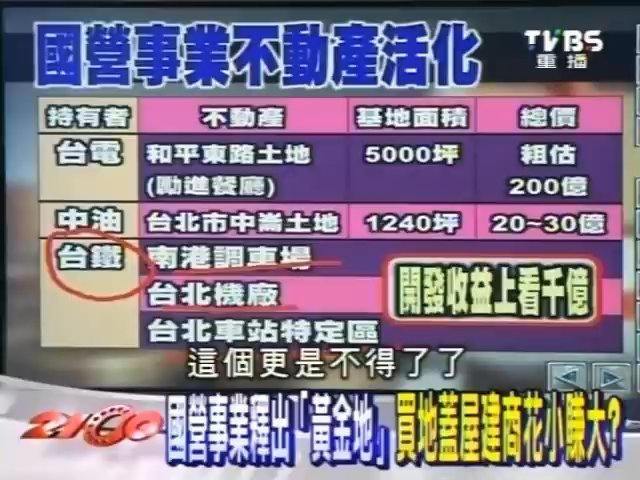 國營事業不動產活化
TVBS
重播
持有者 不動產 基地面積 總價
台電 和平東路土地 5000坪 粗估
(勵進餐廳) 200億
中油 台北市中崙土地 1240坪 20~30億
台鐵 南港調車場
台北機廠
開發收益上看千億
台北車站特定區
這個更是不得了了
2100
國營事業釋出「黃金地」買地蓋屋建商花小賺大?